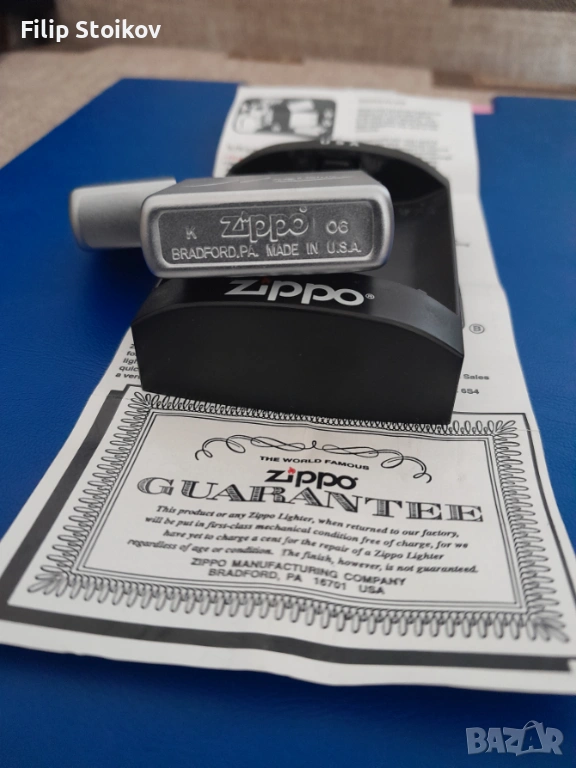 Filip Stoikov
U S A
K zippo® 06
BRADFORD, PA. MADE IN U.S.A.
zippo®
®
Sales
654
THE WORLD FAMOUS
zippo®
GUARANTEE
This product or any Zippo Lighter, when returned to our factory,
will be put in first-class mechanical condition free of charge, for we
have yet to charge a cent for the repair of a Zippo Lighter
regardless of age or condition. The finish, however, is not guaranteed.
ZIPPO MANUFACTURING COMPANY
BRADFORD, PA 16701 USA
BAZAR